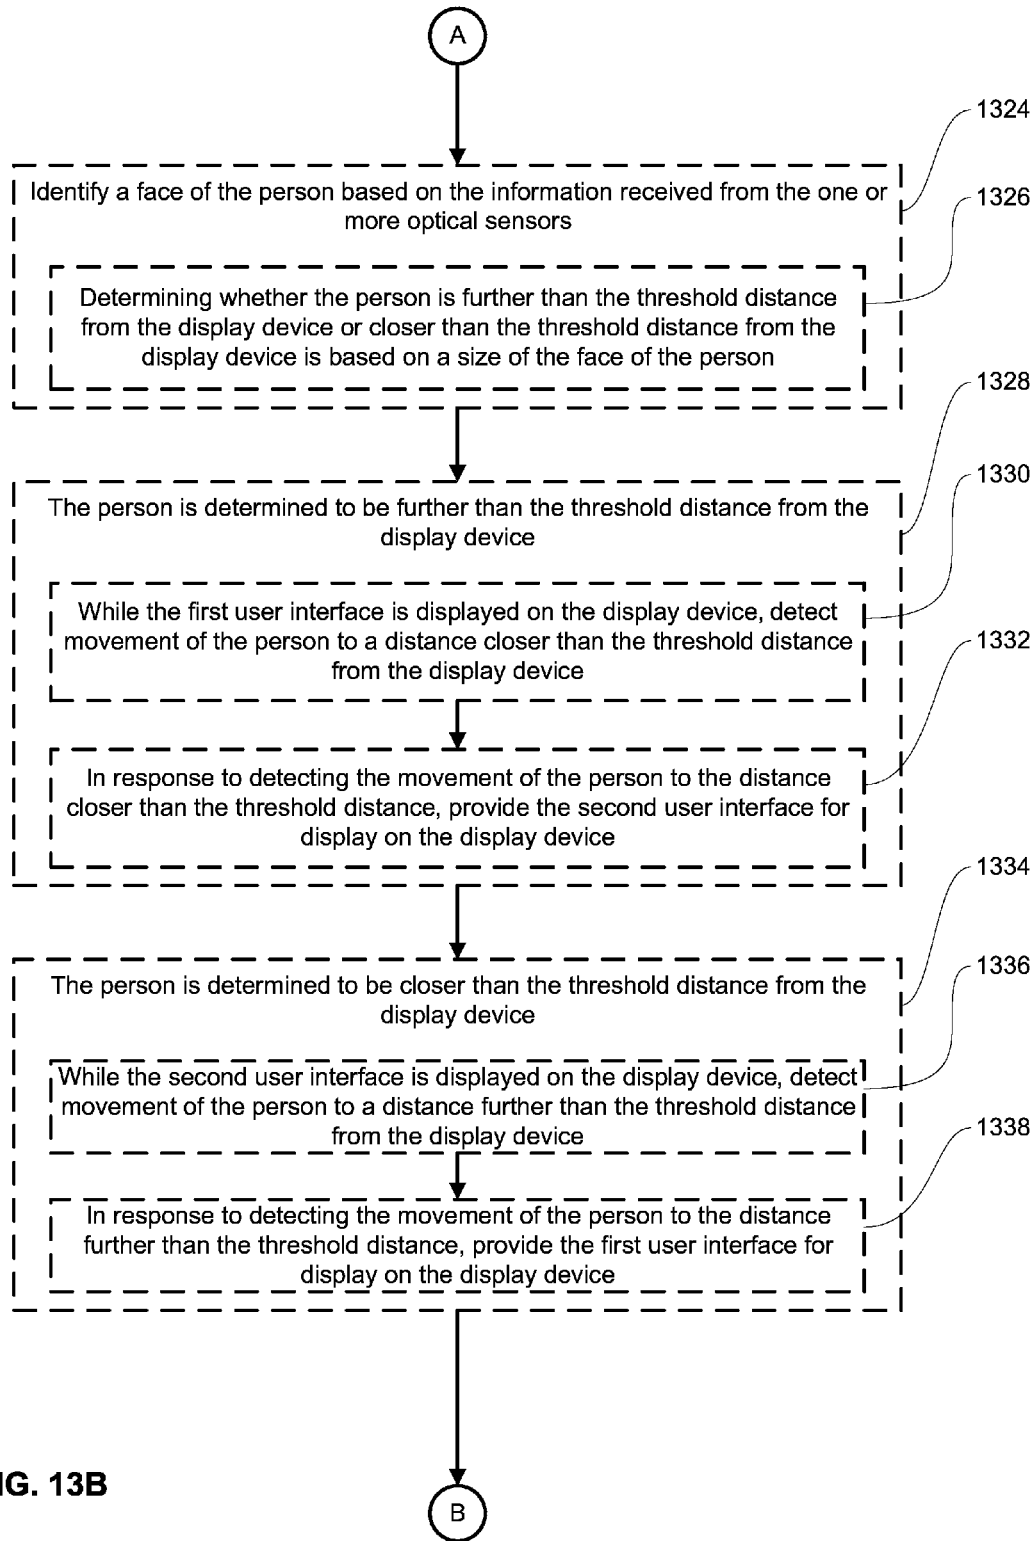 A
1324
Identify a face of the person based on the information received from the one or
more optical sensors
1326
Determining whether the person is further than the threshold distance
from the display device or closer than the threshold distance from the
display device is based on a size of the face of the person
1328
The person is determined to be further than the threshold distance from the
display device
1330
While the first user interface is displayed on the display device, detect
movement of the person to a distance closer than the threshold distance
from the display device
1332
In response to detecting the movement of the person to the distance
closer than the threshold distance, provide the second user interface for
display on the display device
1334
The person is determined to be closer than the threshold distance from the
display device
1336
While the second user interface is displayed on the display device, detect
movement of the person to a distance further than the threshold distance
from the display device
1338
In response to detecting the movement of the person to the distance
further than the threshold distance, provide the first user interface for
display on the display device
IG. 13B
B